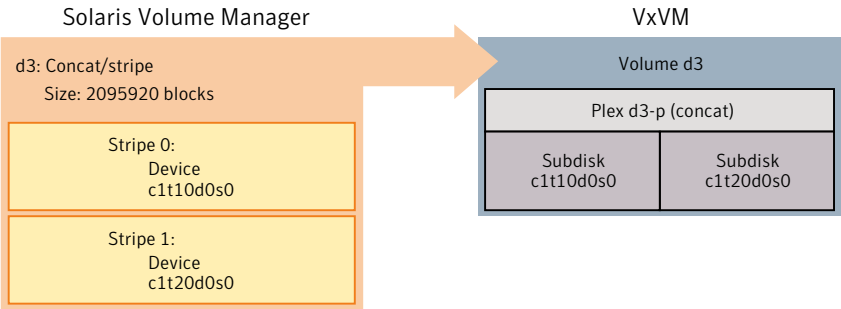 Solaris Volume Manager
d3: Concat/stripe
Size: 2095920 blocks
Stripe 0:
Device
c1t10d0s0
Stripe 1:
Device
c1t20d0s0
VxVM
Volume d3
Plex d3-p (concat)
Subdisk
c1t10d0s0
Subdisk
c1t20d0s0